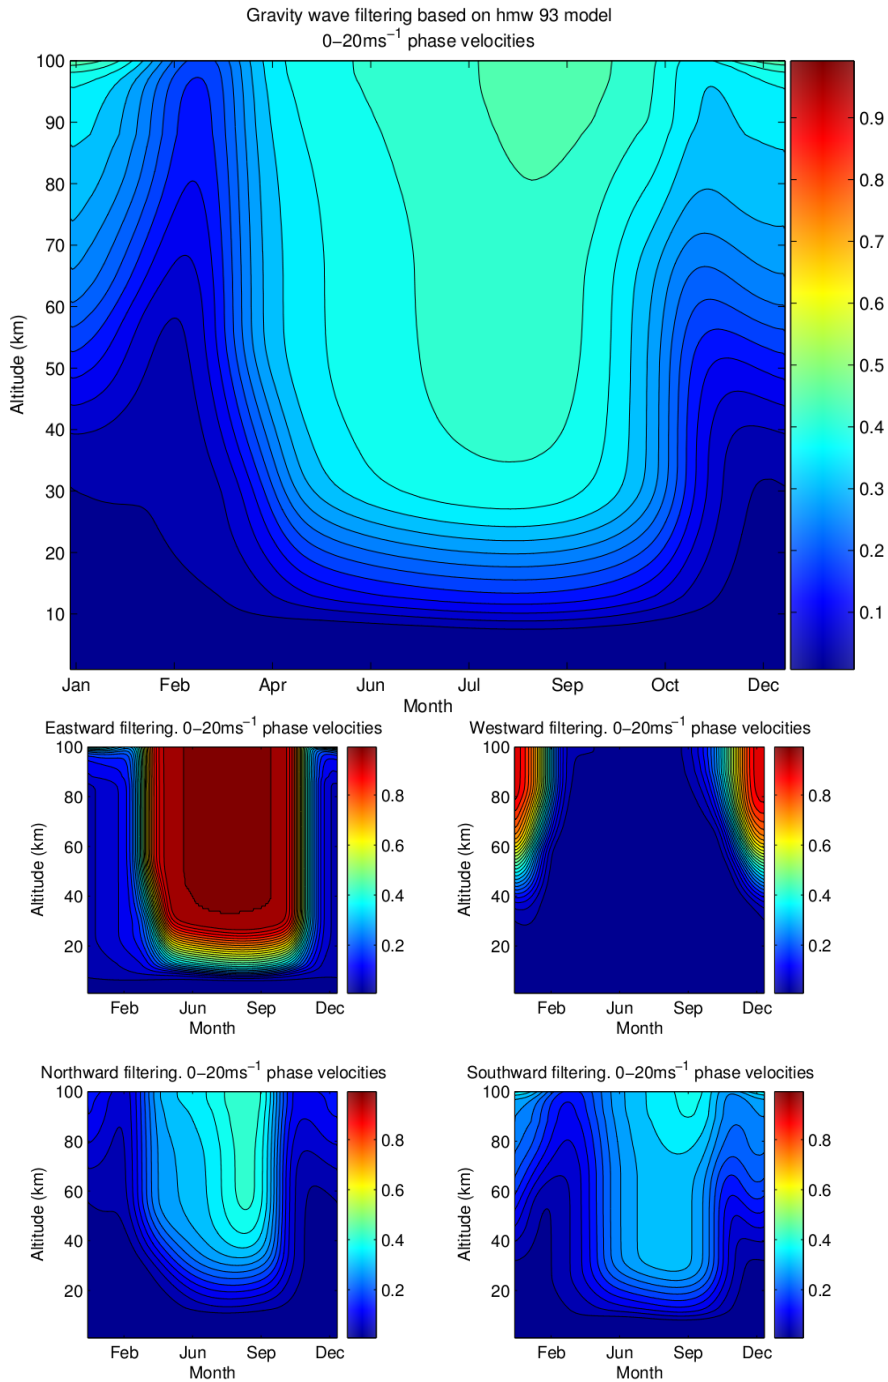 Gravity wave filtering based on hmw 93 model
0−20ms−1 phase velocities
100
90
80
70
60
50
40
30
20
10
Altitude (km)
Jan Feb Apr Jun Jul Sep Oct Dec
Month
0.9
0.8
0.7
0.6
0.5
0.4
0.3
0.2
0.1
Eastward filtering. 0−20ms−1 phase velocities
100
80
60
40
20
Altitude (km)
Feb Jun Sep Dec
Month
0.8
0.6
0.4
0.2
Westward filtering. 0−20ms−1 phase velocities
100
80
60
40
20
Altitude (km)
Feb Jun Sep Dec
Month
0.8
0.6
0.4
0.2
Northward filtering. 0−20ms−1 phase velocities
100
80
60
40
20
Altitude (km)
Feb Jun Sep Dec
Month
0.8
0.6
0.4
0.2
Southward filtering. 0−20ms−1 phase velocities
100
80
60
40
20
Altitude (km)
Feb Jun Sep Dec
Month
0.8
0.6
0.4
0.2